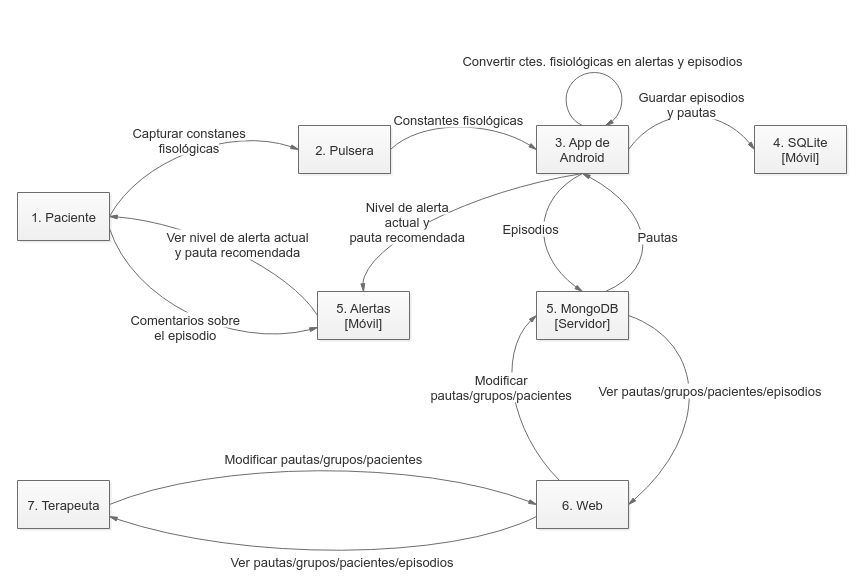 Convertir ctes. fisiológicas en alertas y episodios
Guardar episodios
y pautas
Constantes fisológicas
Capturar constanes
fisológicas
2. Pulsera
3. App de
Android
4. SQLite
[Móvil]
1. Paciente
Nivel de alerta
actual y
pauta recomendada
Ver nivel de alerta actual
y pauta recomendada
Episodios
Pautas
5. Alertas
[Móvil]
5. MongoDB
[Servidor]
Comentarios sobre
el episodio
Modificar
pautas/grupos/pacientes
Ver pautas/grupos/pacientes/episodios
Modificar pautas/grupos/pacientes
7. Terapeuta
6. Web
Ver pautas/grupos/pacientes/episodios